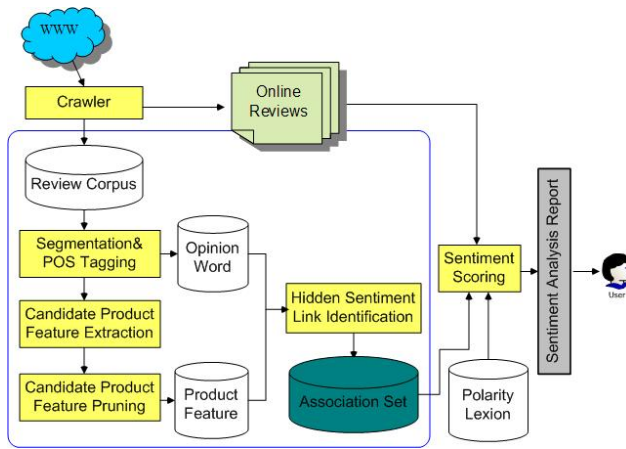 WWW
Crawler
Online
Reviews
Review Corpus
Segmentation&
POS Tagging
Opinion
Word
Candidate Product
Feature Extraction
Hidden Sentiment
Link Identification
Candidate Product
Feature Pruning
Product
Feature
Association Set
Sentiment
Scoring
Polarity
Lexion
Sentiment Analysis Report
User